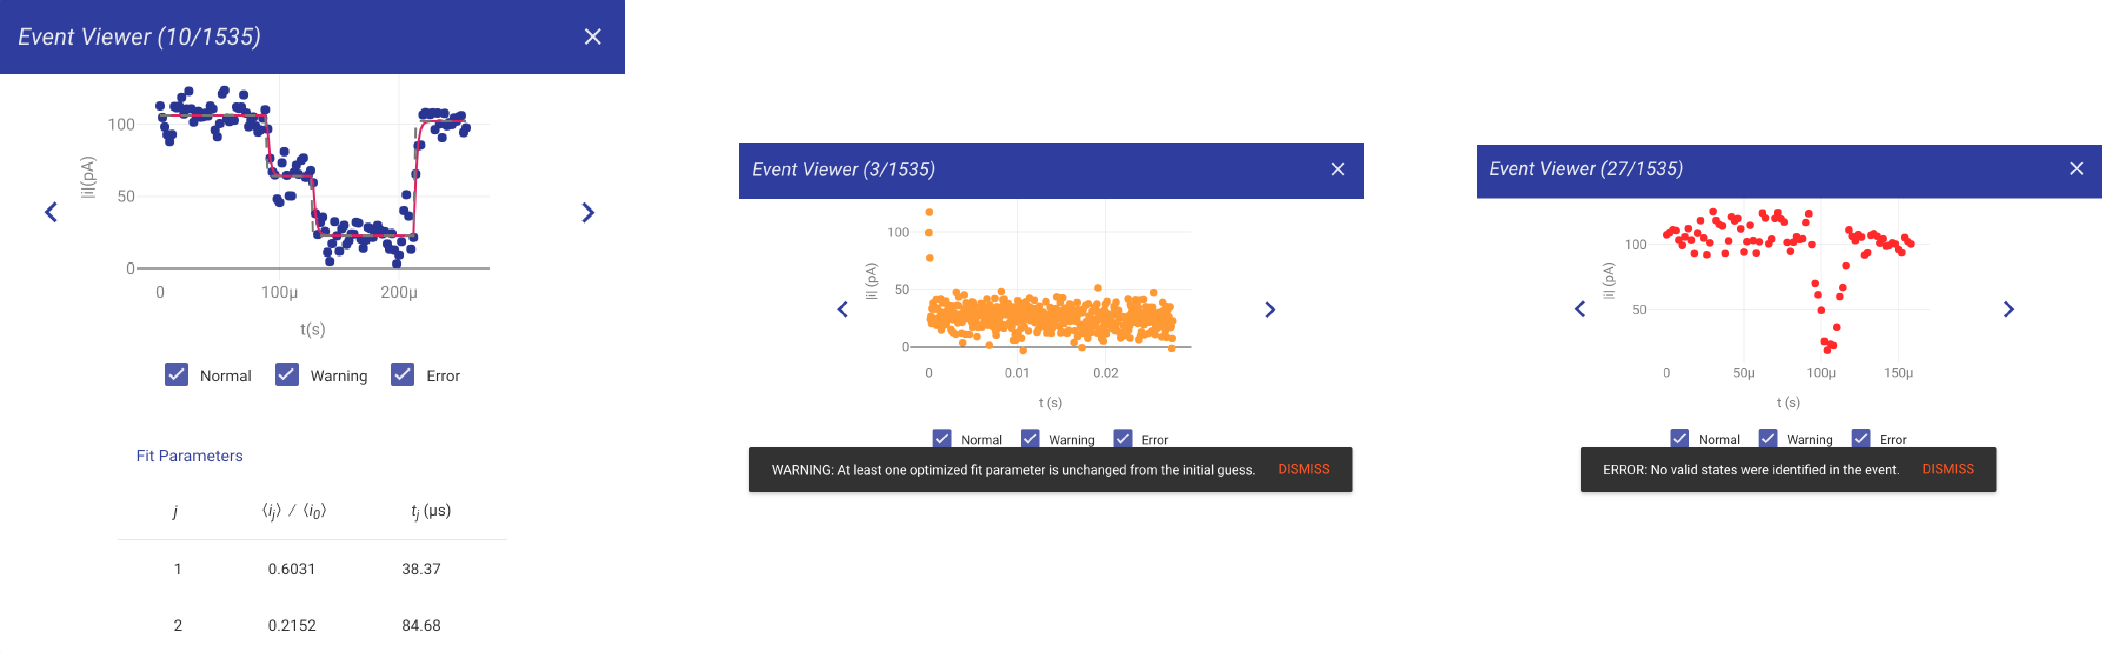 Event Viewer (10/1535)
100
50
0
|i|(pA)
0 100μ 200μ
t(s)
Normal Warning Error
Fit Parameters
j ⟨i_j⟩ / ⟨i_0⟩ t_j (μs)
1 0.6031 38.37
2 0.2152 84.68
Event Viewer (3/1535)
100
50
0
|i| (pA)
0 0.01 0.02
t (s)
Normal Warning Error
WARNING: At least one optimized fit parameter is unchanged from the initial guess. DISMISS
Event Viewer (27/1535)
100
50
|i| (pA)
0 50μ 100μ 150μ
t (s)
Normal Warning Error
ERROR: No valid states were identified in the event. DISMISS